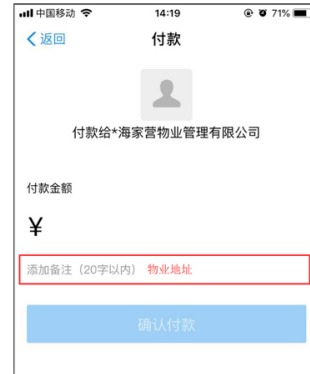 中国移动 14:19 71%
返回 付款
付款给*海家营物业管理有限公司
付款金额
¥
添加备注（20字以内） 物业地址
确认付款